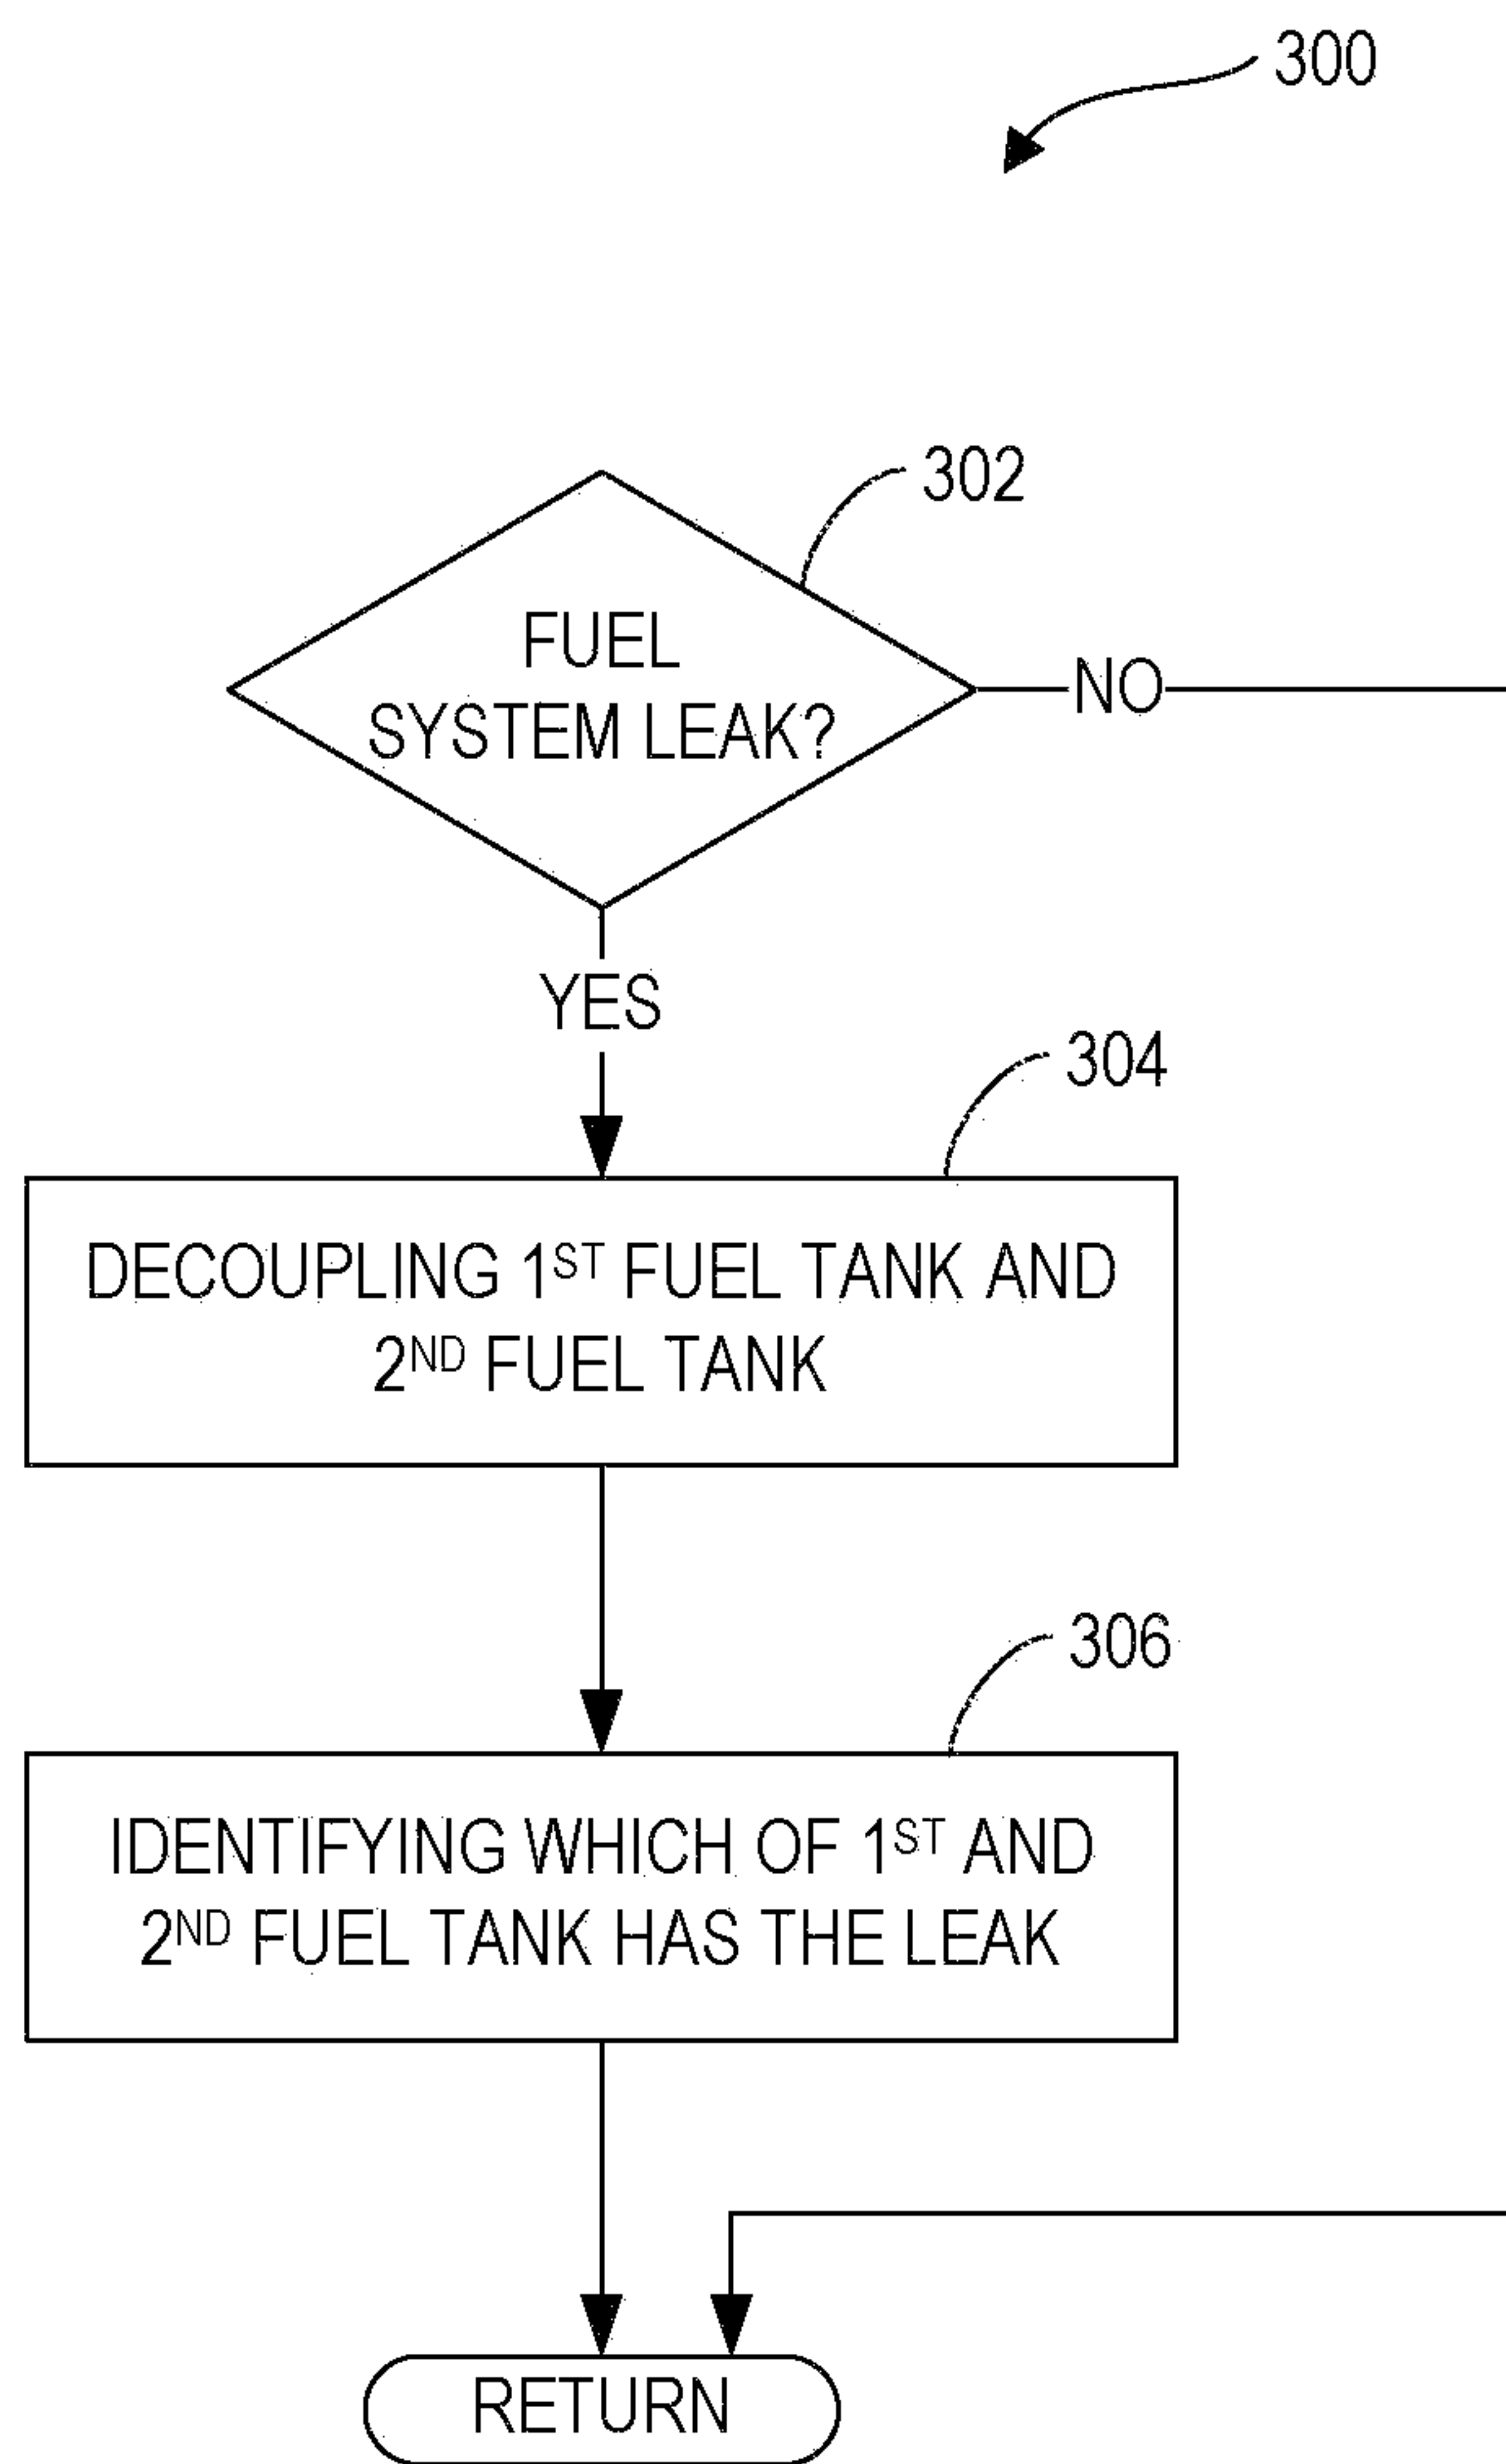 300
302
FUEL
SYSTEM LEAK?
NO
YES
304
DECOUPLING 1ST FUEL TANK AND
2ND FUEL TANK
306
IDENTIFYING WHICH OF 1ST AND
2ND FUEL TANK HAS THE LEAK
RETURN